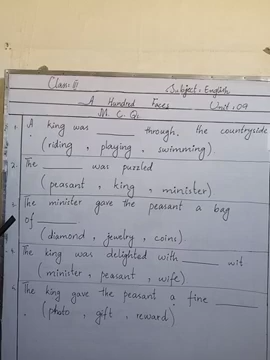 Class: 6
Subject: English
A Hundred Faces
Unit: 09
M. C. Qs
1. A king was ______ through. the countryside
(riding, playing, swimming).
2. The ______ was puzzled
(peasant, king, minister)
3. The minister gave the peasant a bag
of ______
(diamond, jewelry, coins).
4. The king was delighted with ______ wit
(minister, peasant, wife)
5. The king gave the peasant a fine ______
. (photo, gift, reward)